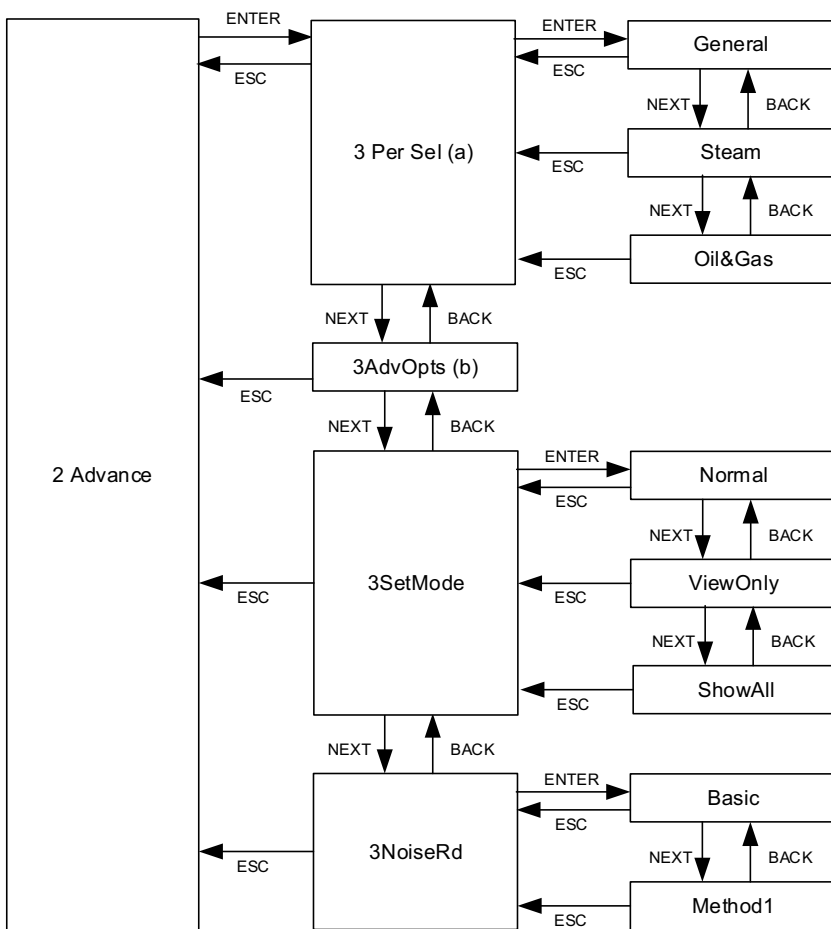 ENTER
ESC
3 Per Sel (a)
ENTER
ESC
General
NEXT
BACK
ESC
Steam
NEXT
BACK
ESC
Oil&Gas
NEXT
BACK
ESC
3AdvOpts (b)
NEXT
BACK
2 Advance
ESC
3SetMode
ENTER
ESC
Normal
NEXT
BACK
ESC
ViewOnly
NEXT
BACK
ESC
ShowAll
NEXT
BACK
ESC
3NoiseRd
ENTER
ESC
Basic
NEXT
BACK
ESC
Method1